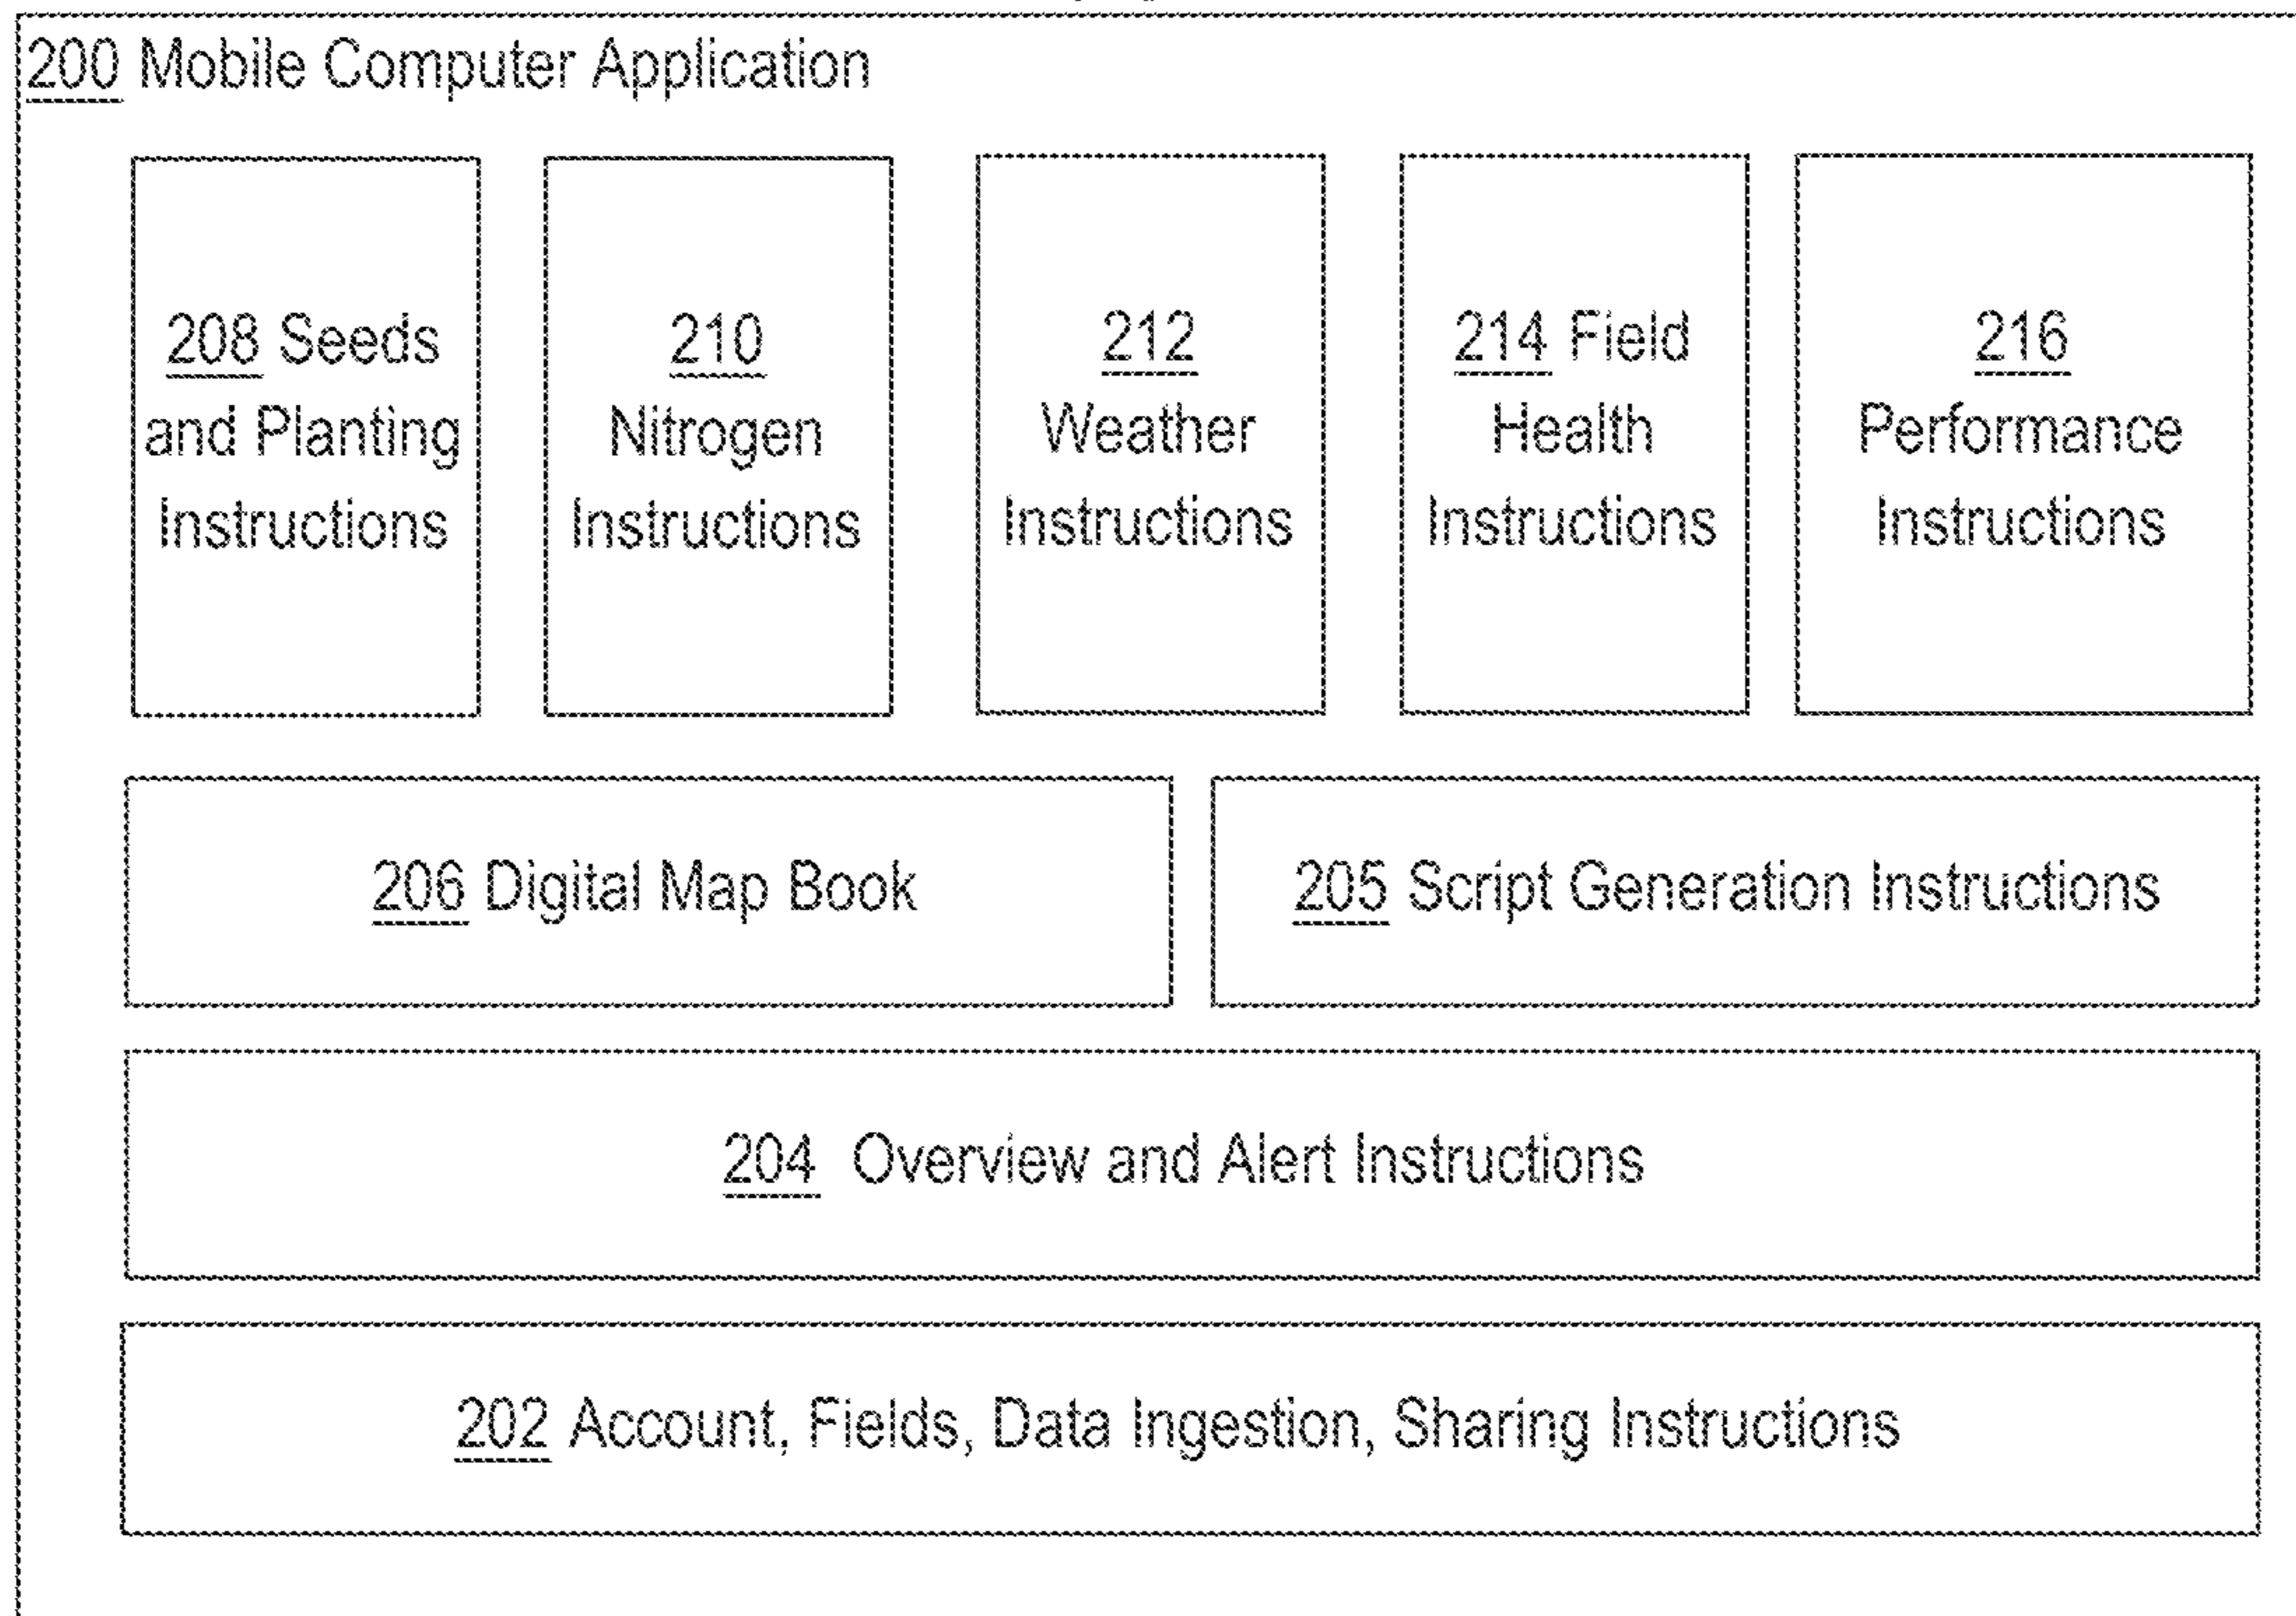 200 Mobile Computer Application
208 Seeds
and Planting
Instructions
210
Nitrogen
Instructions
212
Weather
Instructions
214 Field
Health
Instructions
216
Performance
Instructions
206 Digital Map Book
205 Script Generation Instructions
204 Overview and Alert Instructions
202 Account, Fields, Data Ingestion, Sharing Instructions